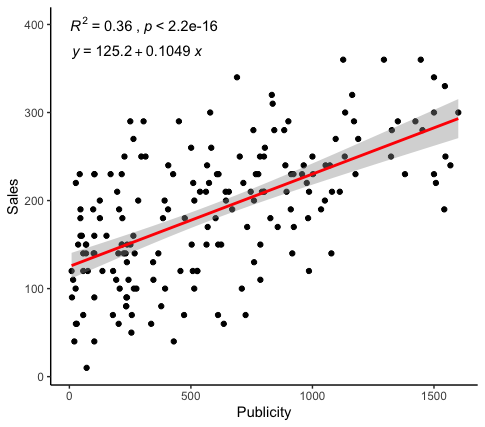 400
R² = 0.36 , p < 2.2e-16
y = 125.2 + 0.1049 x
300
Sales
200
100
0
0 500 1000 1500
Publicity